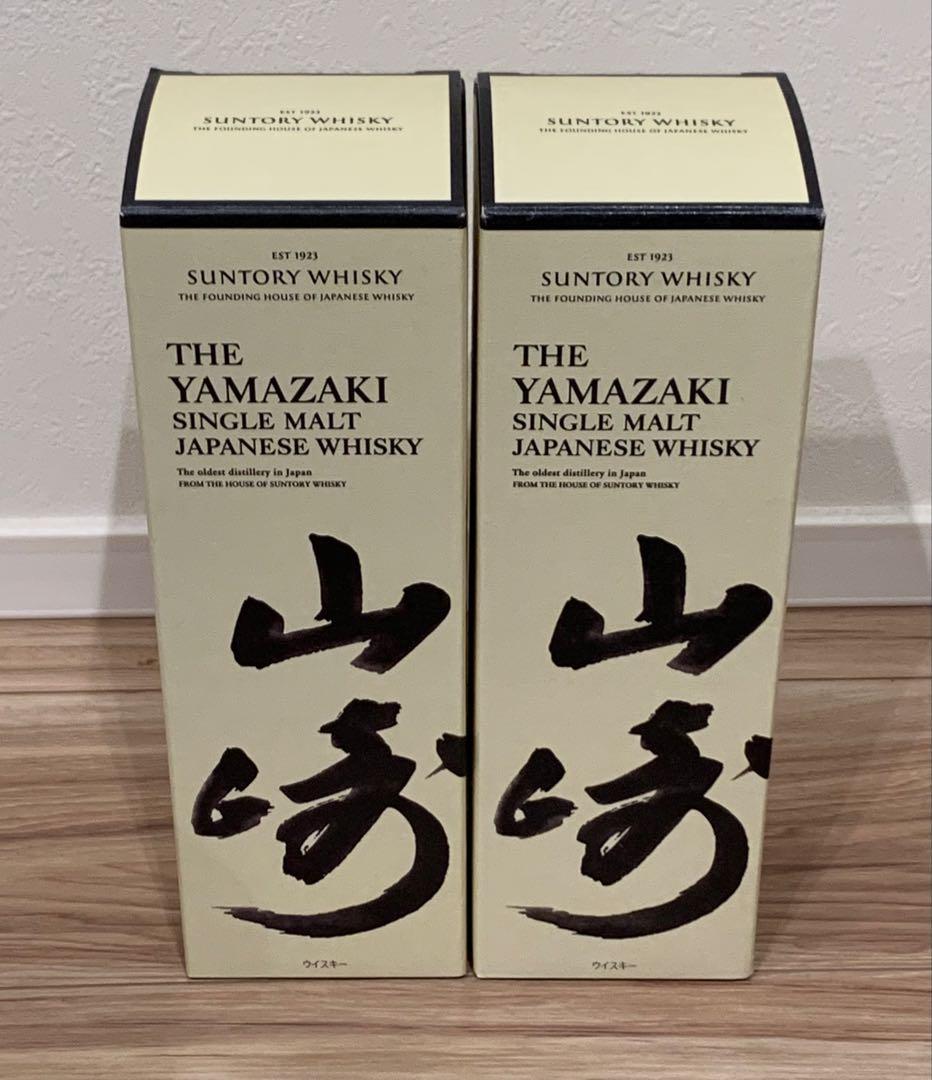 EST 1923
SUNTORY WHISKY
THE FOUNDING HOUSE OF JAPANESE WHISKY
EST 1923
SUNTORY WHISKY
THE FOUNDING HOUSE OF JAPANESE WHISKY
THE
YAMAZAKI
SINGLE MALT
JAPANESE WHISKY
The oldest distillery in Japan
FROM THE HOUSE OF SUNTORY WHISKY
山
崎
ウイスキー
EST 1923
SUNTORY WHISKY
THE FOUNDING HOUSE OF JAPANESE WHISKY
EST 1923
SUNTORY WHISKY
THE FOUNDING HOUSE OF JAPANESE WHISKY
THE
YAMAZAKI
SINGLE MALT
JAPANESE WHISKY
The oldest distillery in Japan
FROM THE HOUSE OF SUNTORY WHISKY
山
崎
ウイスキー